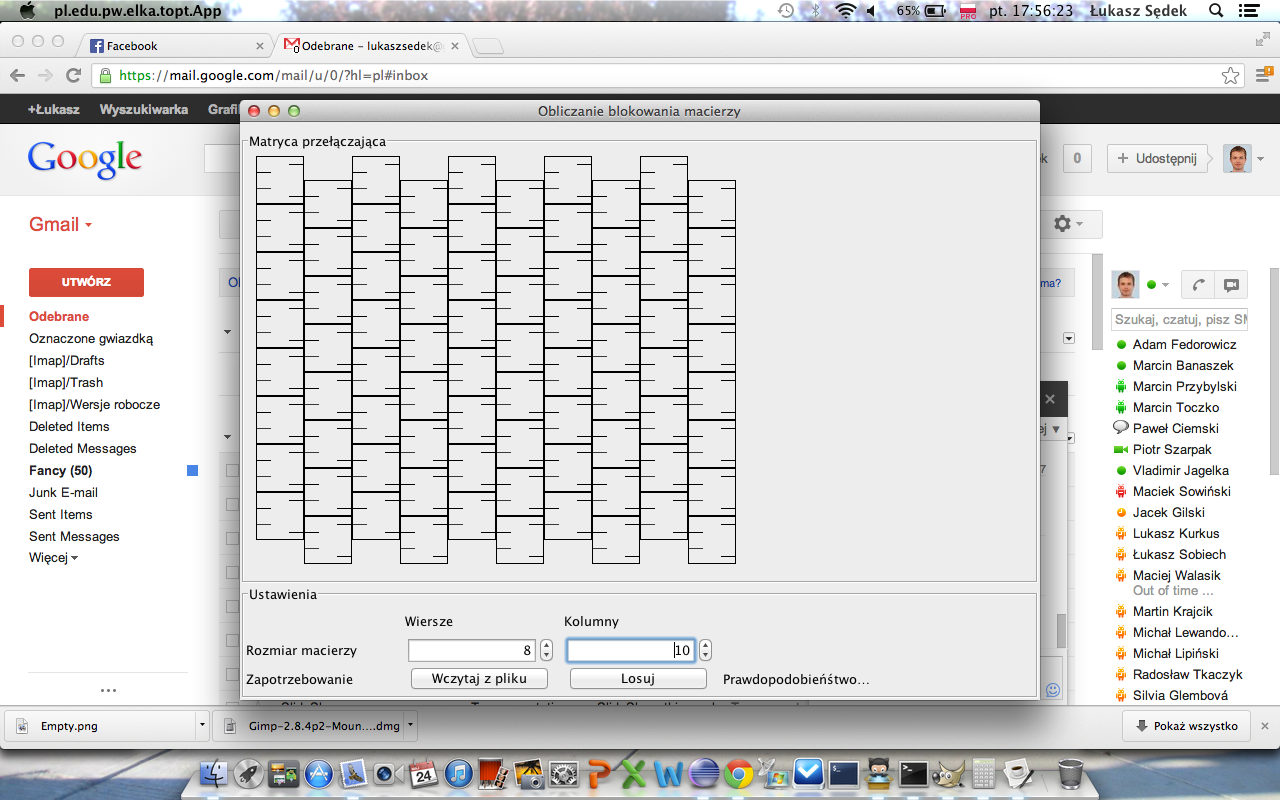 pl.edu.pw.elka.topt.App
65%
PRO
pt. 17:56:23
Łukasz Sędek
Facebook
Odebrane – lukaszsedek@
https://mail.google.com/mail/u/0/?hl=pl#inbox
+Łukasz
Wyszukiwarka
Obliczanie blokowania macierzy
Google
Matryca przełączająca
0
+ Udostępnij
Gmail
UTWÓRZ
Odebrane
Oznaczone gwiazdką
[Imap]/Drafts
[Imap]/Trash
[Imap]/Wersje robocze
Deleted Items
Deleted Messages
Fancy (50)
Junk E-mail
Sent Items
Sent Messages
Więcej
Szukaj, czatuj, pisz
Adam Fedorowicz
Marcin Banaszek
Marcin Przybylski
Marcin Toczko
Paweł Ciemski
Piotr Szarpak
Vladimir Jagelka
Maciek Sowiński
Jacek Gilski
Lukasz Kurkus
Łukasz Sobiech
Maciej Walasik
Out of time ...
Martin Krajcik
Michał Lewando...
Michał Lipiński
Radosław Tkaczyk
Silvia Glembová
Ustawienia
Wiersze
Kolumny
Rozmiar macierzy
8
10
Zapotrzebowanie
Wczytaj z pliku
Losuj
Prawdopodobieńśtwo...
Empty.png
Gimp-2.8.4p2-Moun....dmg
Pokaż wszystko
24